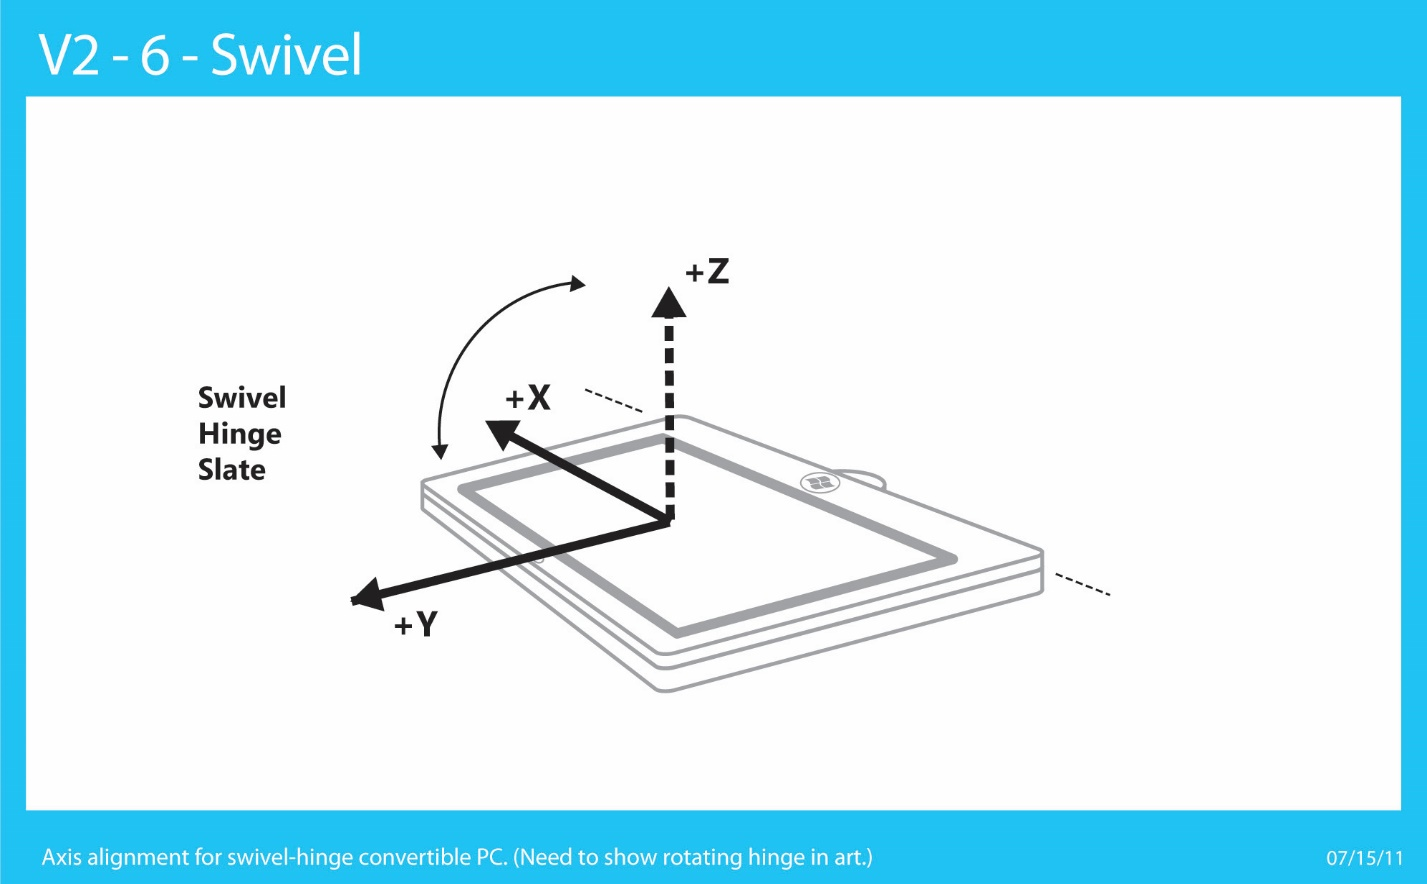 V2 - 6 - Swivel
+Z
+X
Swivel
Hinge
Slate
+Y
Axis alignment for swivel-hinge convertible PC. (Need to show rotating hinge in art.)
07/15/11